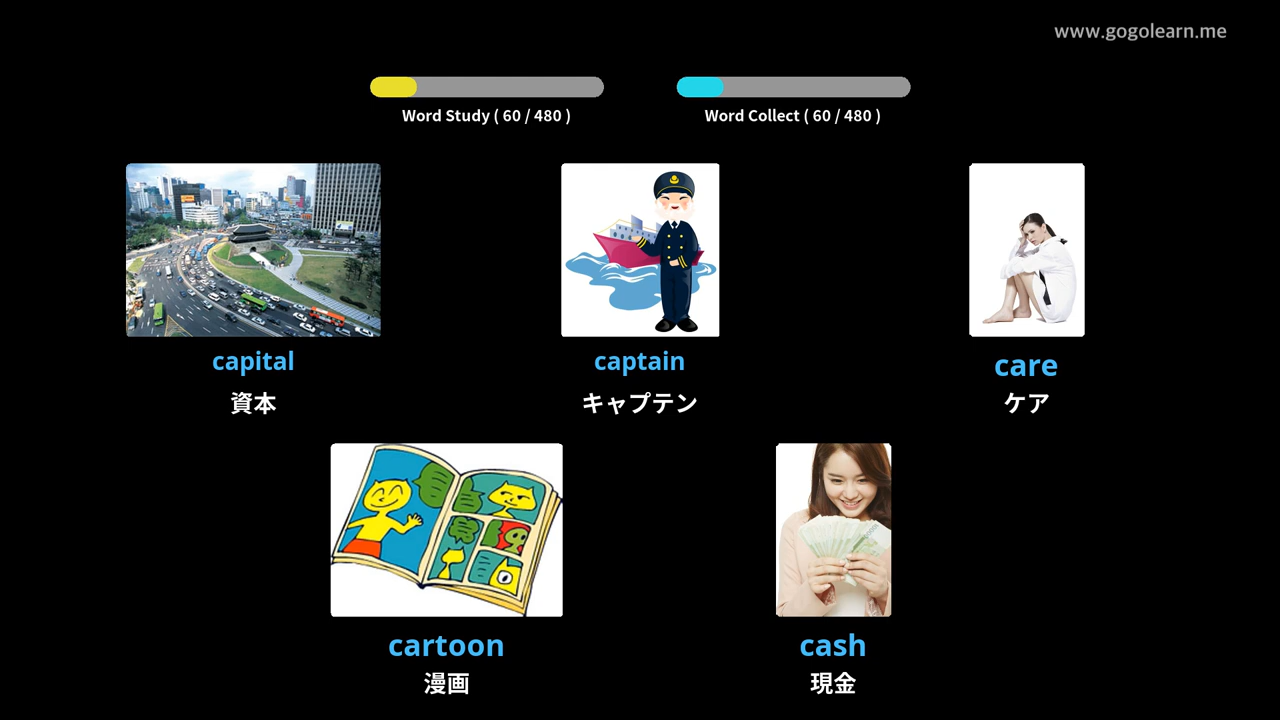 www.gogolearn.me
Word Study ( 60 / 480 )
Word Collect ( 60 / 480 )
capital
資本
captain
キャプテン
care
ケア
cartoon
漫画
cash
現金